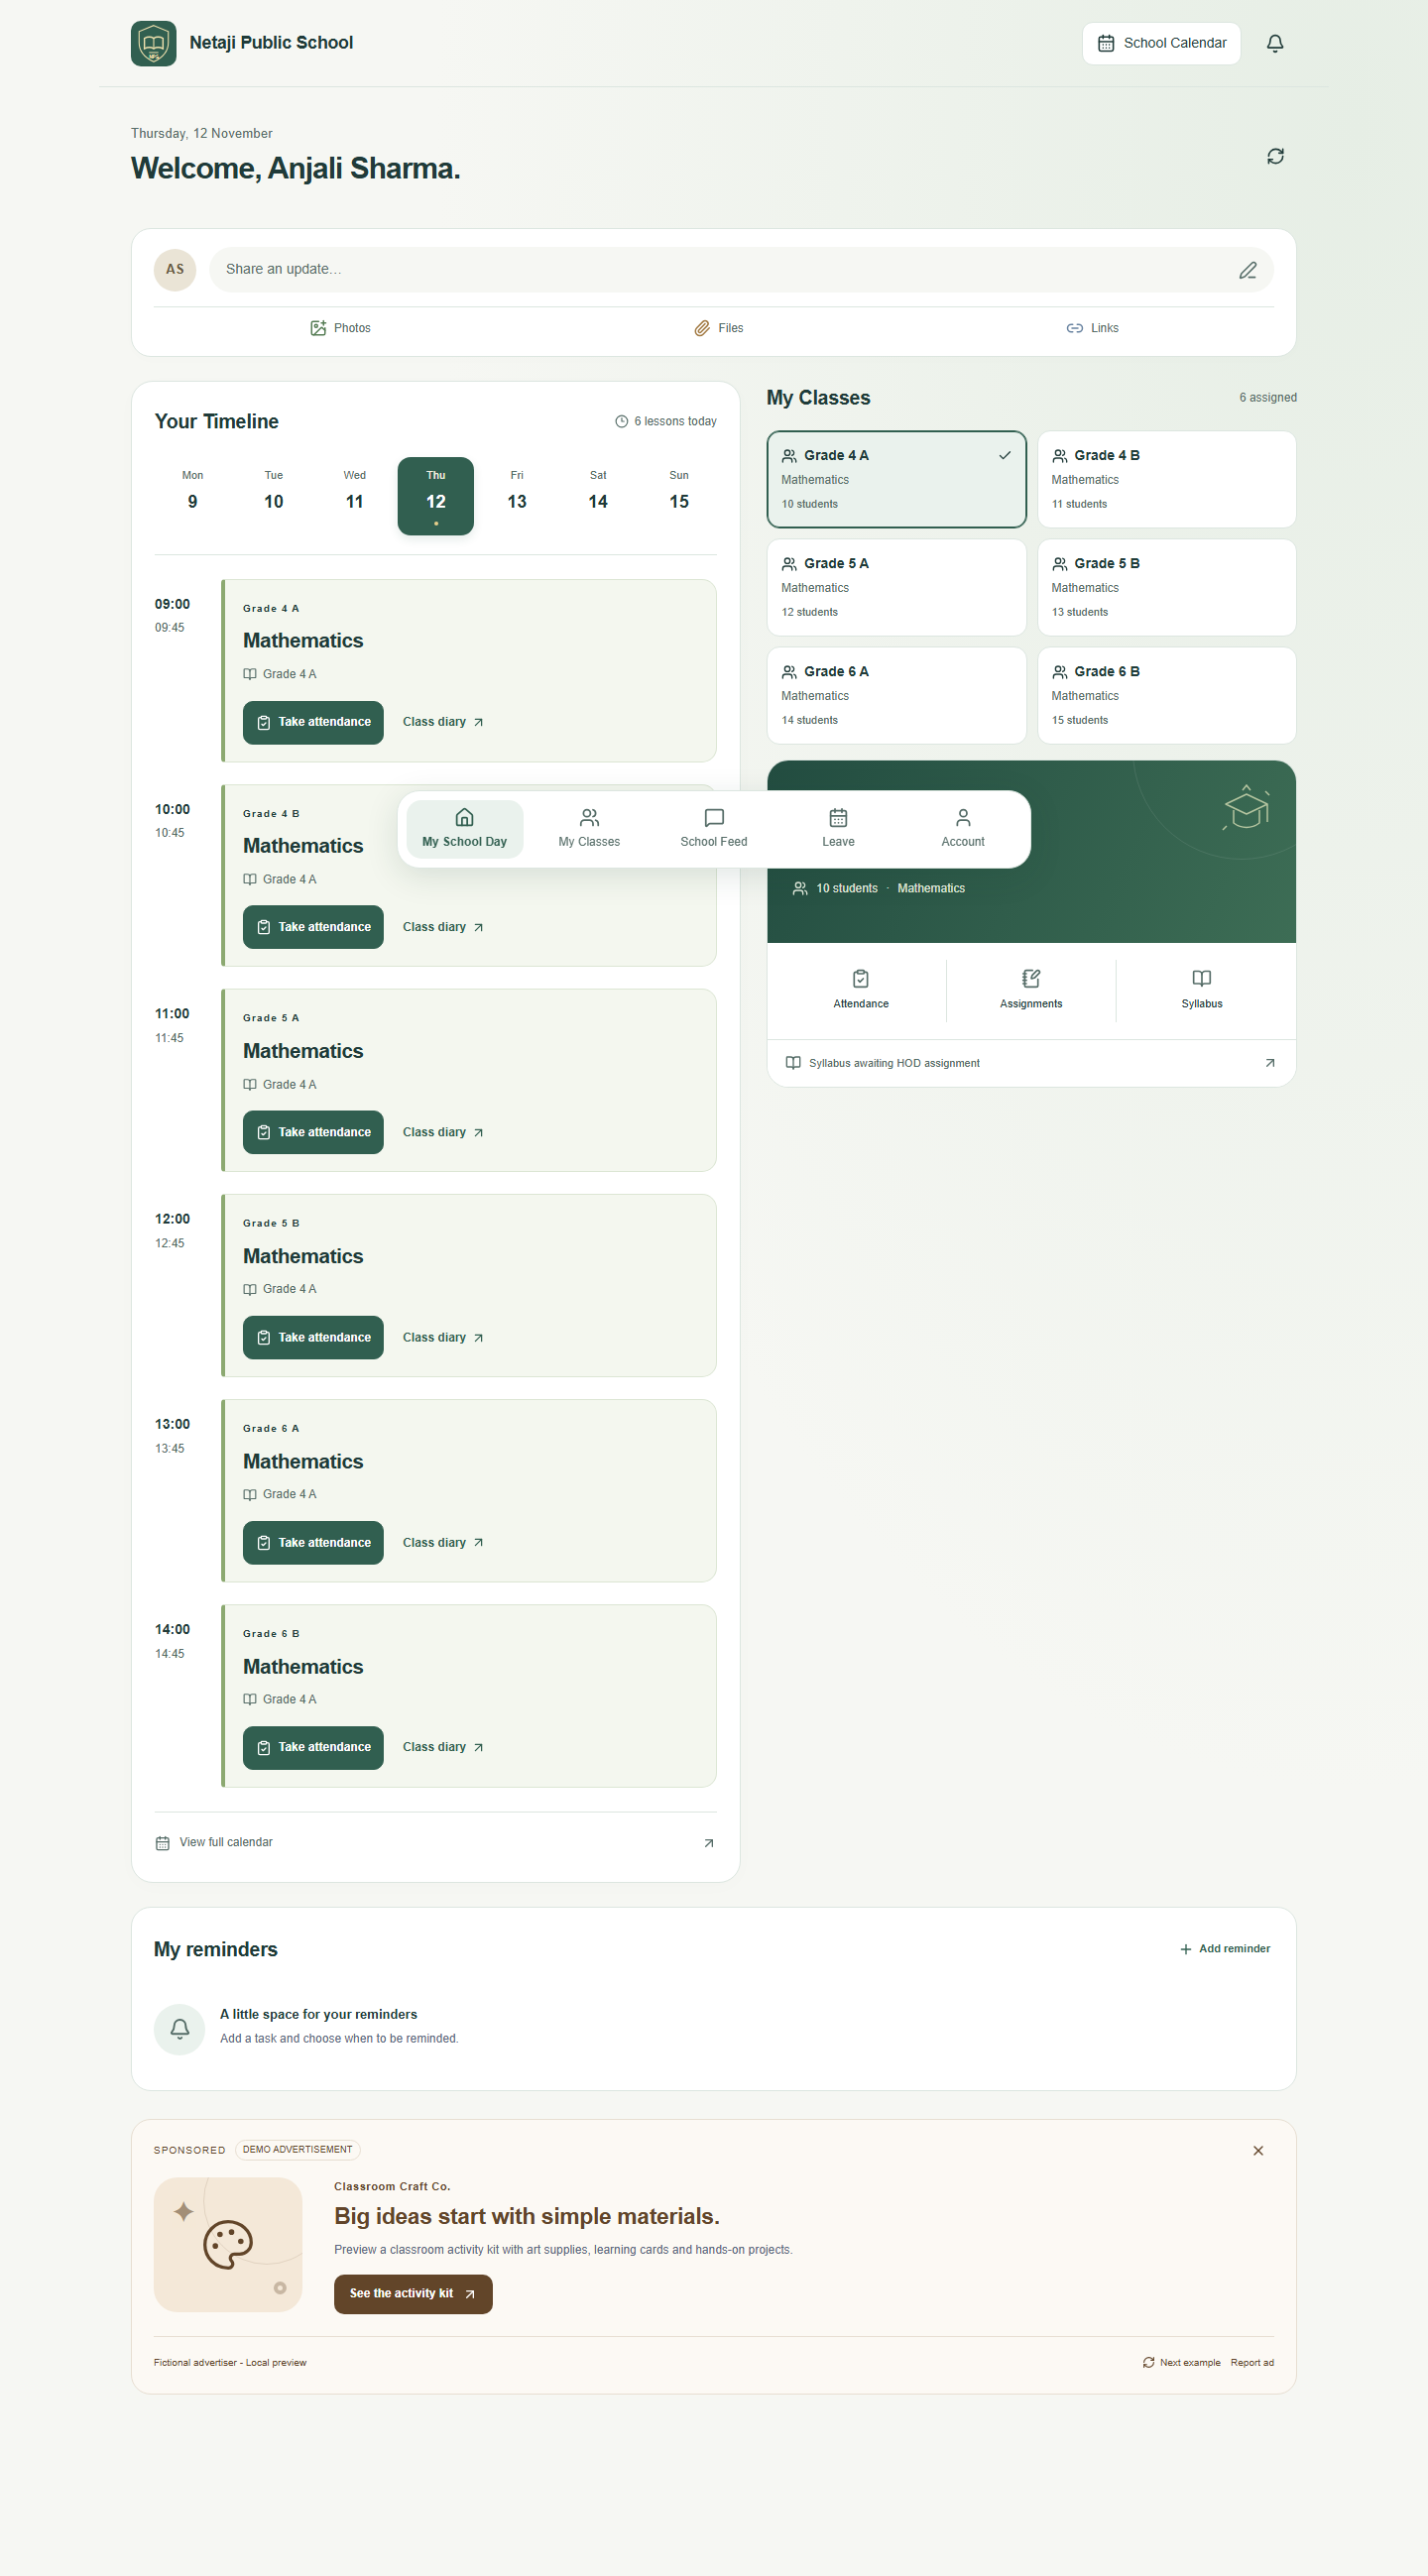 Netaji Public School
School Calendar
Thursday, 12 November
Welcome, Anjali Sharma.
AS
Share an update...
Photos
Files
Links
Your Timeline
6 lessons today
Mon
Tue
Wed
Thu
Fri
Sat
Sun
9
10
11
12
13
14
15
09:00
09:45
Grade 4 A
Mathematics
Grade 4 A
Take attendance
Class diary
10:00
10:45
Grade 4 B
Mathematics
Grade 4 A
Take attendance
Class diary
11:00
11:45
Grade 5 A
Mathematics
Grade 4 A
Take attendance
Class diary
12:00
12:45
Grade 5 B
Mathematics
Grade 4 A
Take attendance
Class diary
13:00
13:45
Grade 6 A
Mathematics
Grade 4 A
Take attendance
Class diary
14:00
14:45
Grade 6 B
Mathematics
Grade 4 A
Take attendance
Class diary
View full calendar
My Classes
6 assigned
Grade 4 A
Mathematics
10 students
Grade 4 B
Mathematics
11 students
Grade 5 A
Mathematics
12 students
Grade 5 B
Mathematics
13 students
Grade 6 A
Mathematics
14 students
Grade 6 B
Mathematics
15 students
My School Day
My Classes
School Feed
Leave
Account
10 students · Mathematics
Attendance
Assignments
Syllabus
Syllabus awaiting HOD assignment
My reminders
Add reminder
A little space for your reminders
Add a task and choose when to be reminded.
SPONSORED
DEMO ADVERTISEMENT
Classroom Craft Co.
Big ideas start with simple materials.
Preview a classroom activity kit with art supplies, learning cards and hands-on projects.
See the activity kit
Fictional advertiser - Local preview
Next example
Report ad